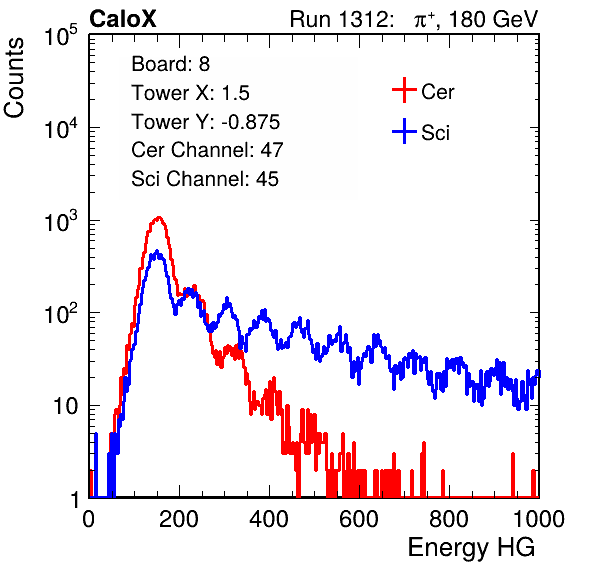 CaloX Run 1312: π⁺, 180 GeV
Counts
Board: 8
Tower X: 1.5
Tower Y: -0.875
Cer Channel: 47
Sci Channel: 45
Cer
Sci
10⁵
10⁴
10³
10²
10
1
0 200 400 600 800 1000
Energy HG